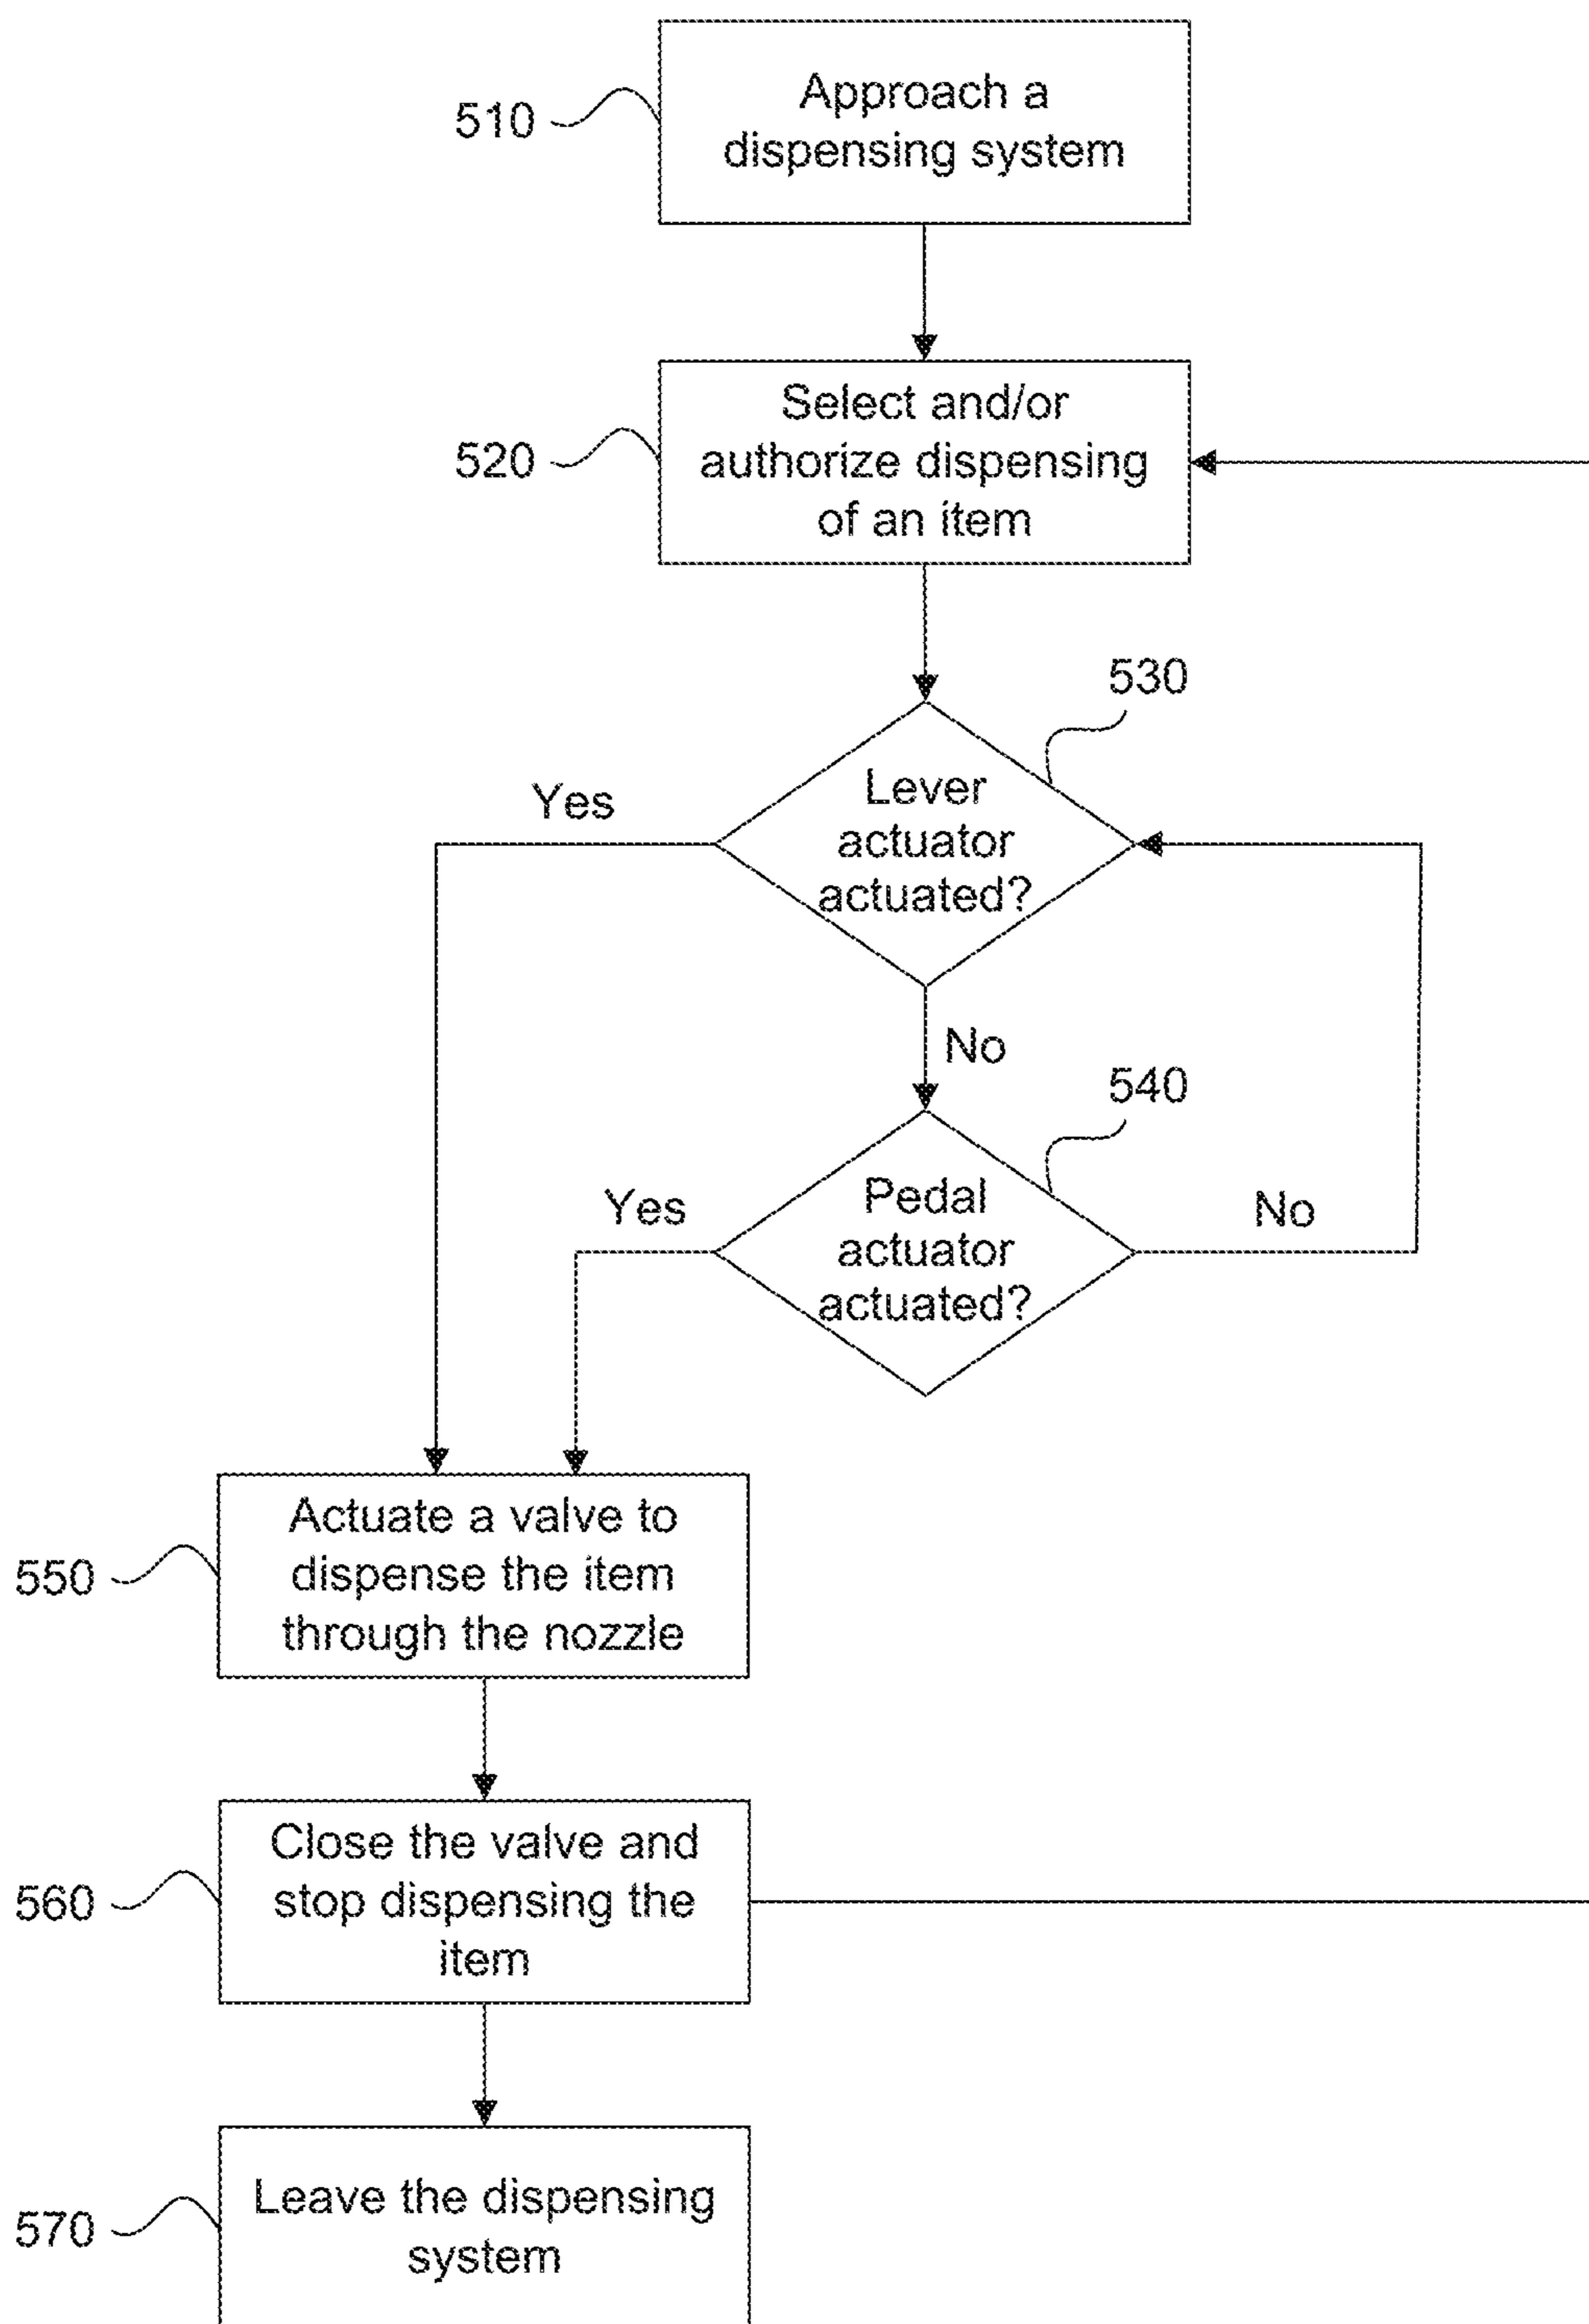 Approach a
dispensing system
510
Select and/or
authorize dispensing
of an item
520
530
Lever
actuator
actuated?
Yes
No
540
Pedal
actuator
actuated?
Yes
No
Actuate a valve to
dispense the item
through the nozzle
550
Close the valve and
stop dispensing the
item
560
Leave the dispensing
system
570